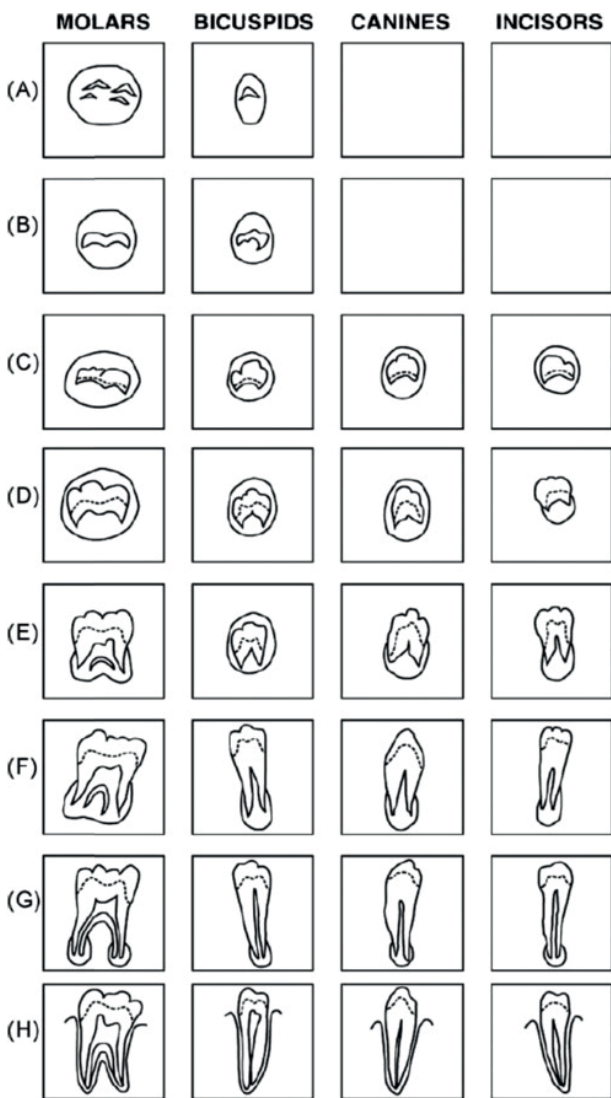 MOLARS BICUSPIDS CANINES INCISORS
(A)
(B)
(C)
(D)
(E)
(F)
(G)
(H)